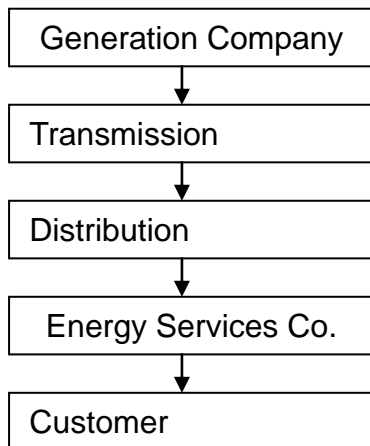 Generation Company
Transmission
Distribution
Energy Services Co.
Customer